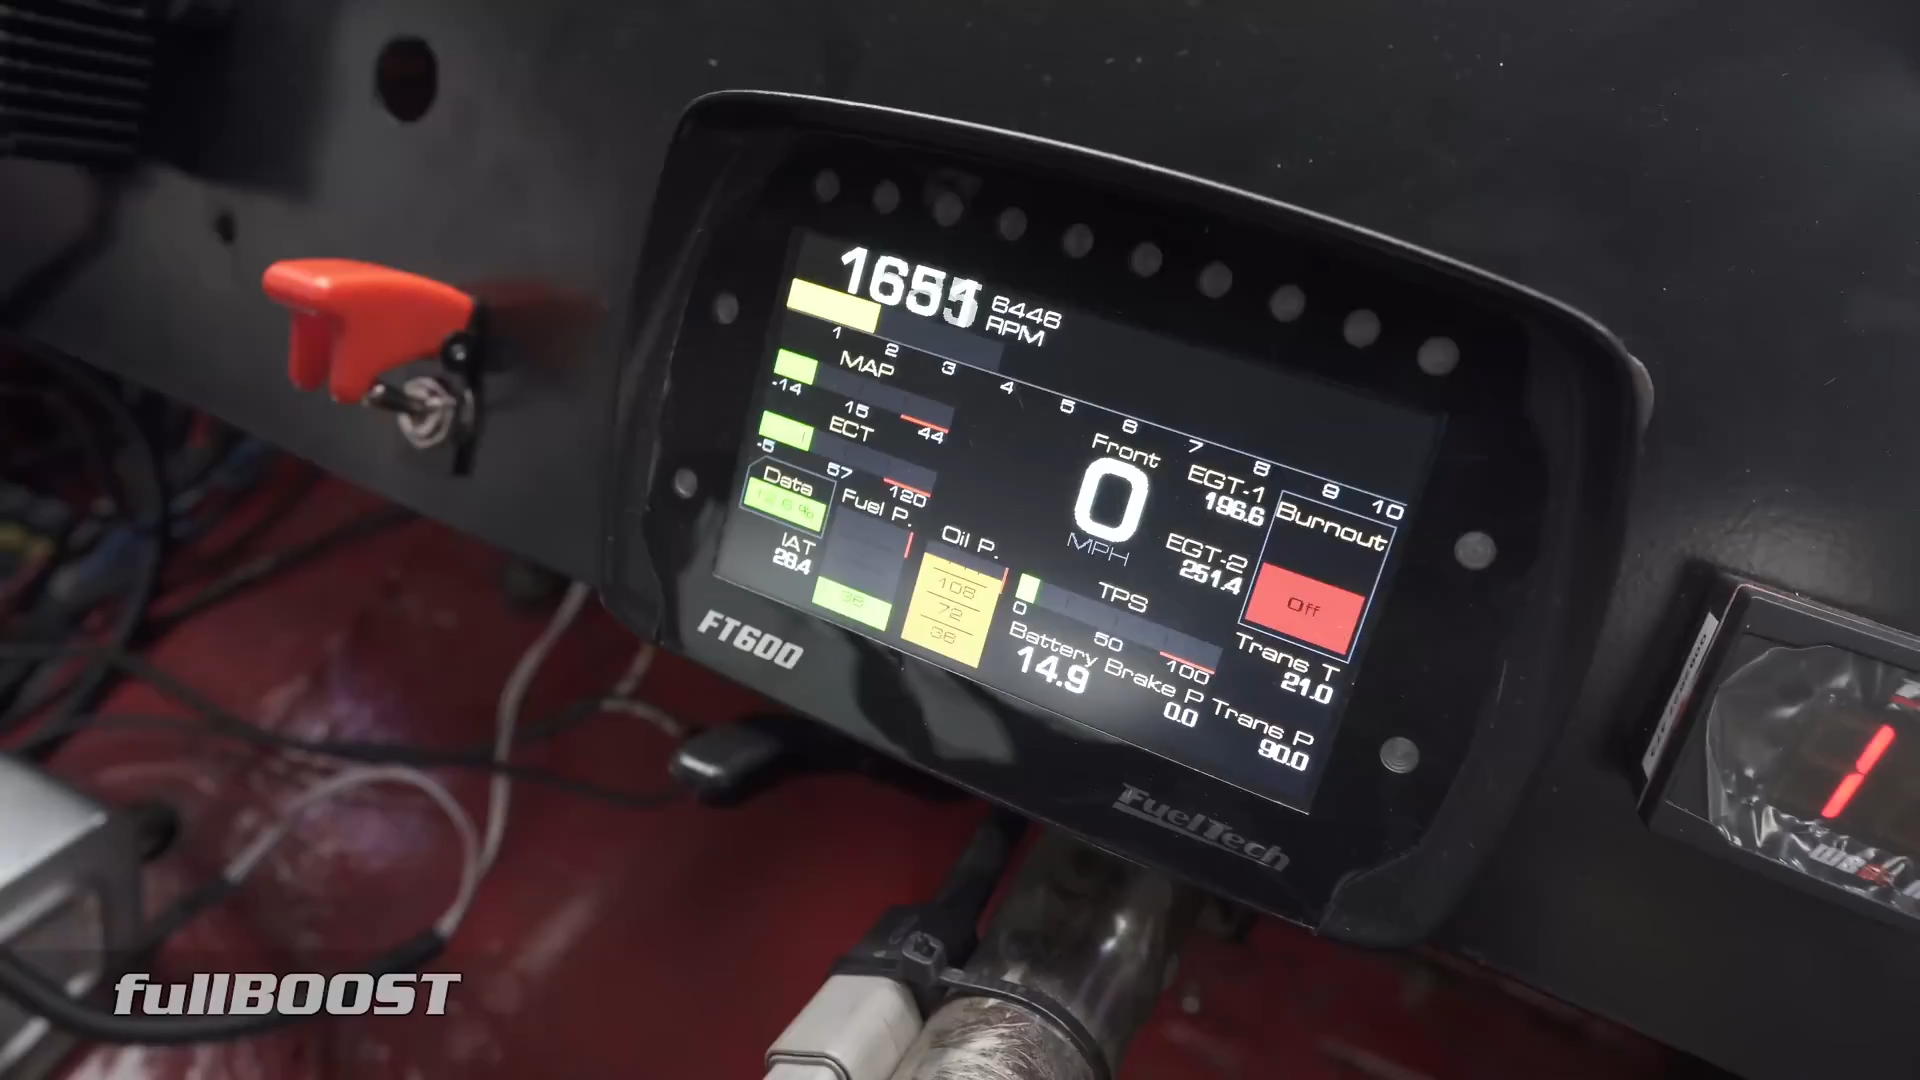 6446
RPM
1 2 3 4 5 6 7 8 9 10
MAP
-14 15 44
ECT
-5 57 120
Front
0
MPH
EGT-1
196.6
EGT-2
251.4
Burnout
Off
Data
Fuel P.
36
IAT
28.4
Oil P.
108
72
36
TPS
0 50 100
Battery
14.9
Brake P
0.0
Trans T
21.0
Trans P
90.0
FT600
FuelTech
1
fullBOOST